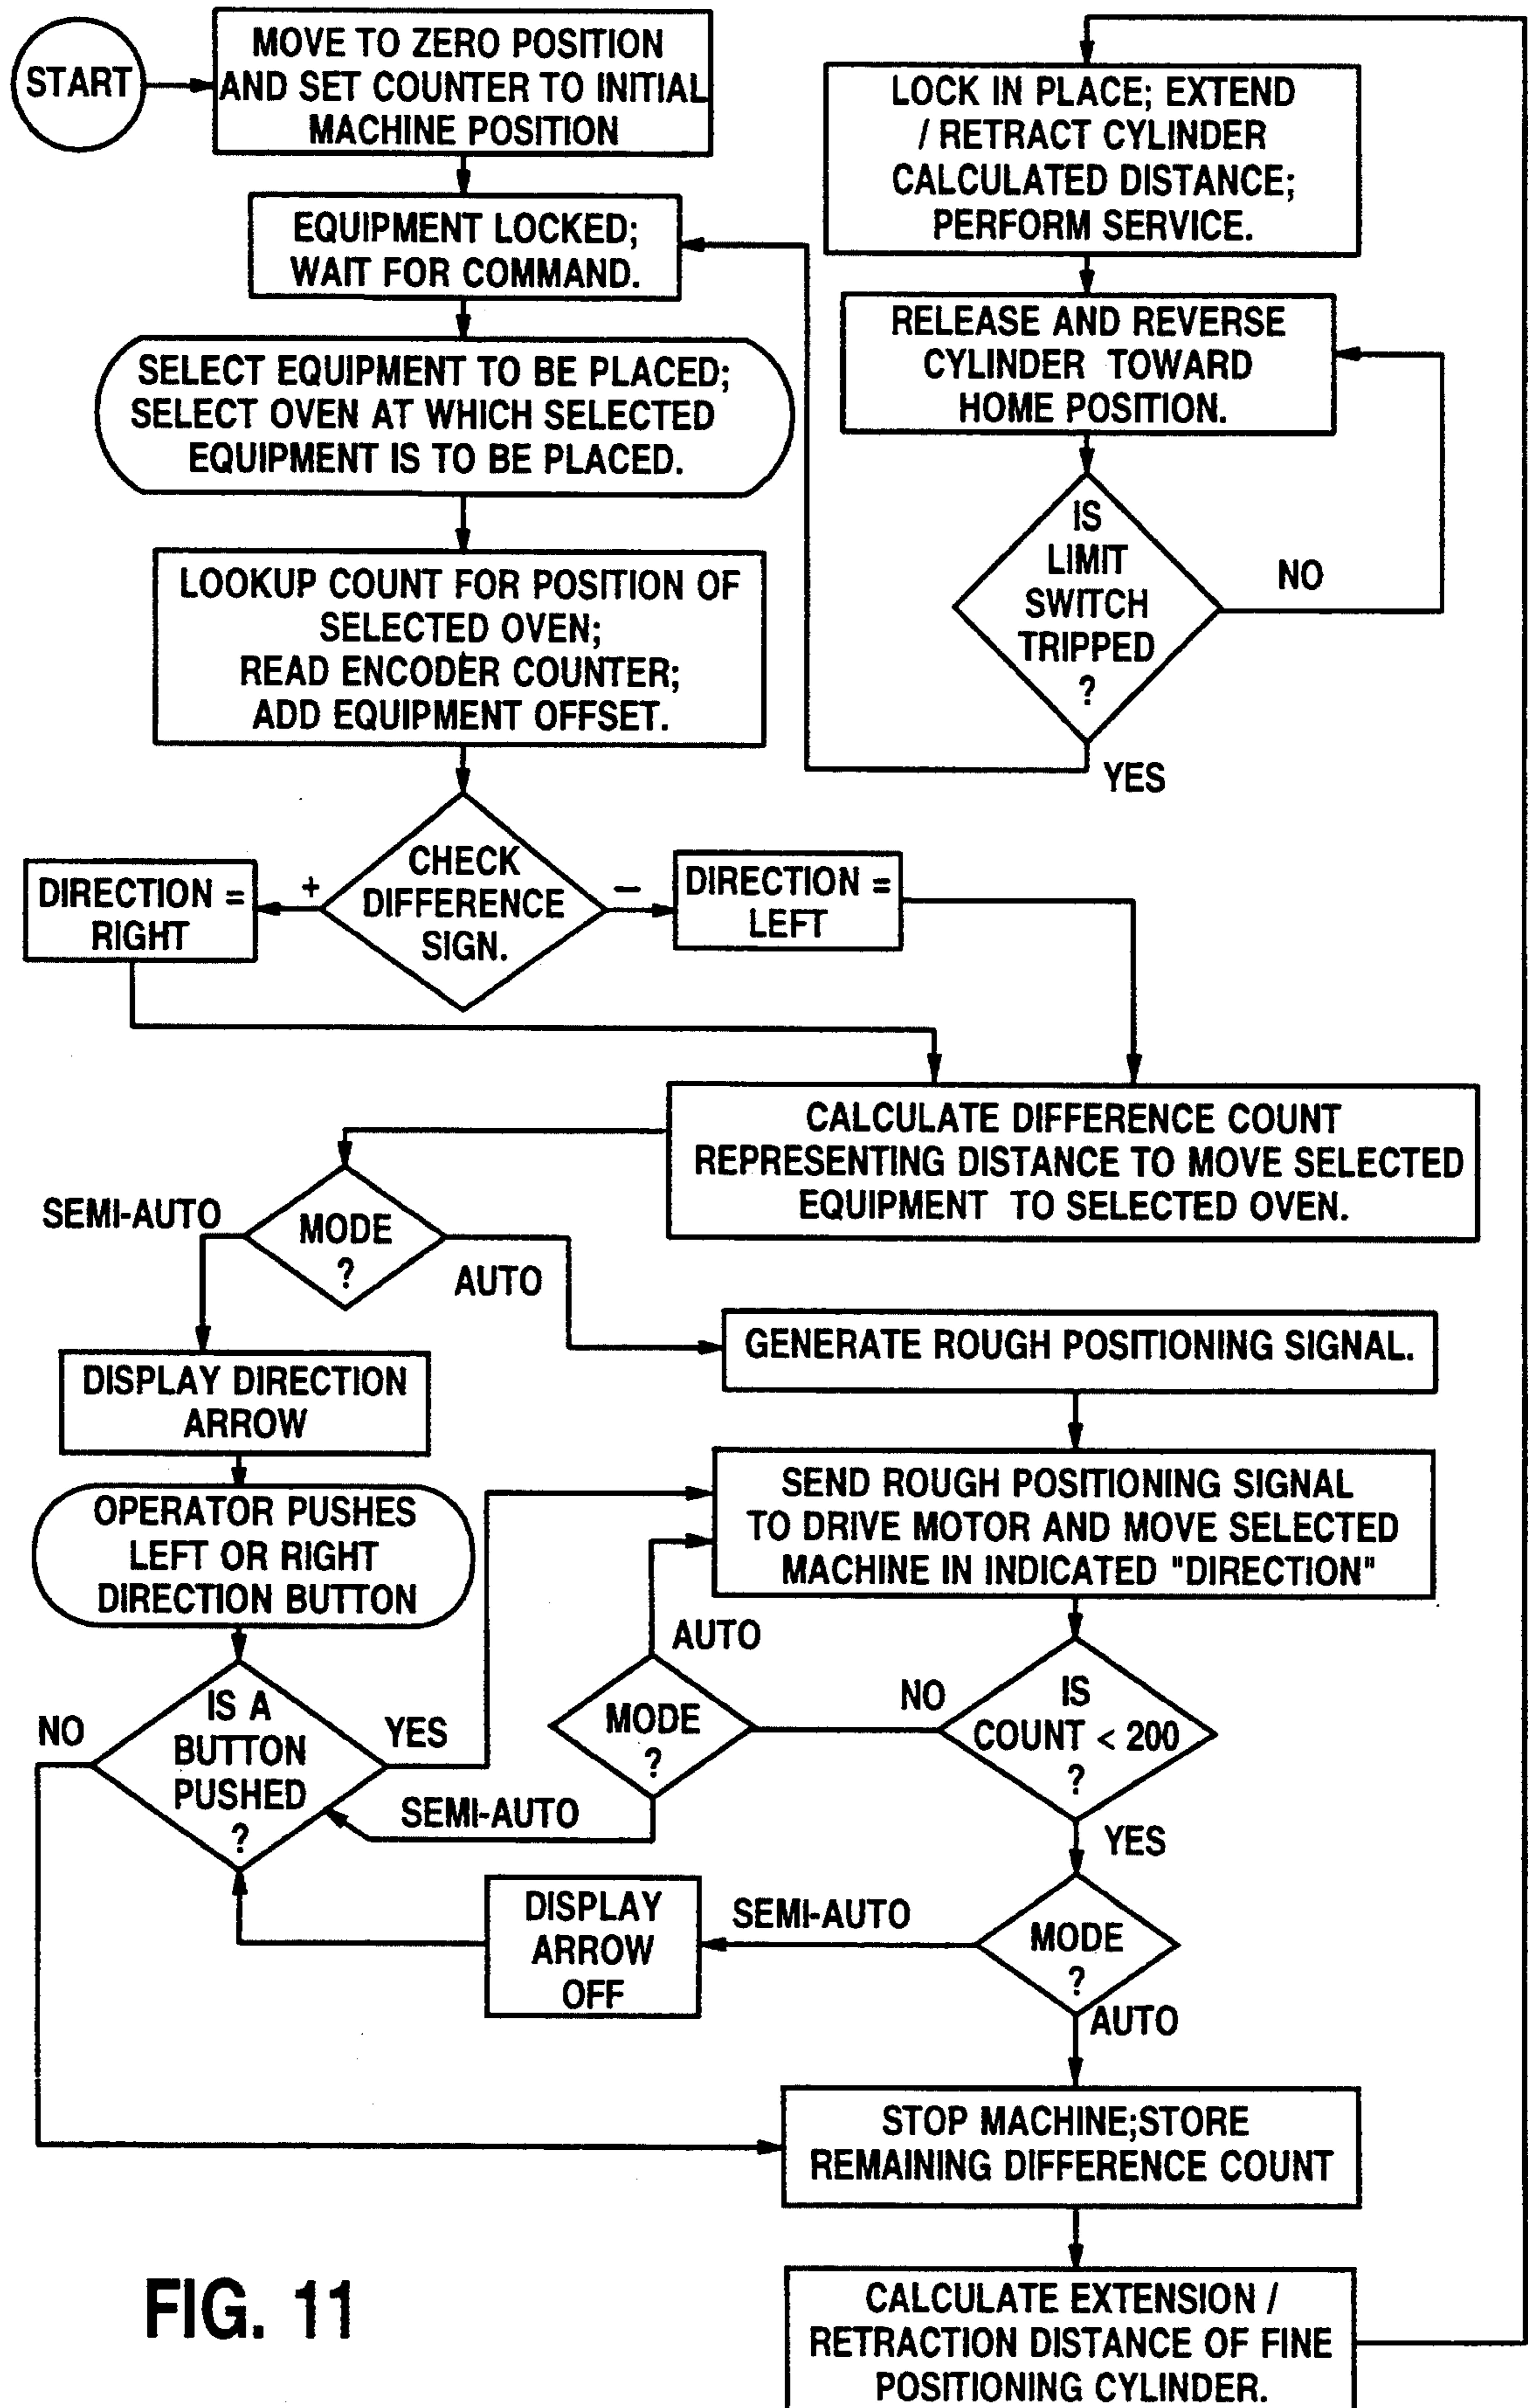 START
MOVE TO ZERO POSITION
AND SET COUNTER TO INITIAL
MACHINE POSITION
EQUIPMENT LOCKED;
WAIT FOR COMMAND.
SELECT EQUIPMENT TO BE PLACED;
SELECT OVEN AT WHICH SELECTED
EQUIPMENT IS TO BE PLACED.
LOOKUP COUNT FOR POSITION OF
SELECTED OVEN;
READ ENCODER COUNTER;
ADD EQUIPMENT OFFSET.
LOCK IN PLACE; EXTEND
/ RETRACT CYLINDER
CALCULATED DISTANCE;
PERFORM SERVICE.
RELEASE AND REVERSE
CYLINDER TOWARD
HOME POSITION.
IS
LIMIT
SWITCH
TRIPPED
?
NO
YES
CHECK
DIFFERENCE
SIGN.
+
DIRECTION =
RIGHT
–
DIRECTION =
LEFT
CALCULATE DIFFERENCE COUNT
REPRESENTING DISTANCE TO MOVE SELECTED
EQUIPMENT TO SELECTED OVEN.
MODE
?
SEMI-AUTO
AUTO
DISPLAY DIRECTION
ARROW
GENERATE ROUGH POSITIONING SIGNAL.
OPERATOR PUSHES
LEFT OR RIGHT
DIRECTION BUTTON
SEND ROUGH POSITIONING SIGNAL
TO DRIVE MOTOR AND MOVE SELECTED
MACHINE IN INDICATED "DIRECTION"
IS A
BUTTON
PUSHED
?
NO
YES
AUTO
MODE
?
SEMI-AUTO
NO
IS
COUNT < 200
?
YES
DISPLAY
ARROW
OFF
SEMI-AUTO
MODE
?
AUTO
STOP MACHINE;STORE
REMAINING DIFFERENCE COUNT
CALCULATE EXTENSION /
RETRACTION DISTANCE OF FINE
POSITIONING CYLINDER.
FIG. 11